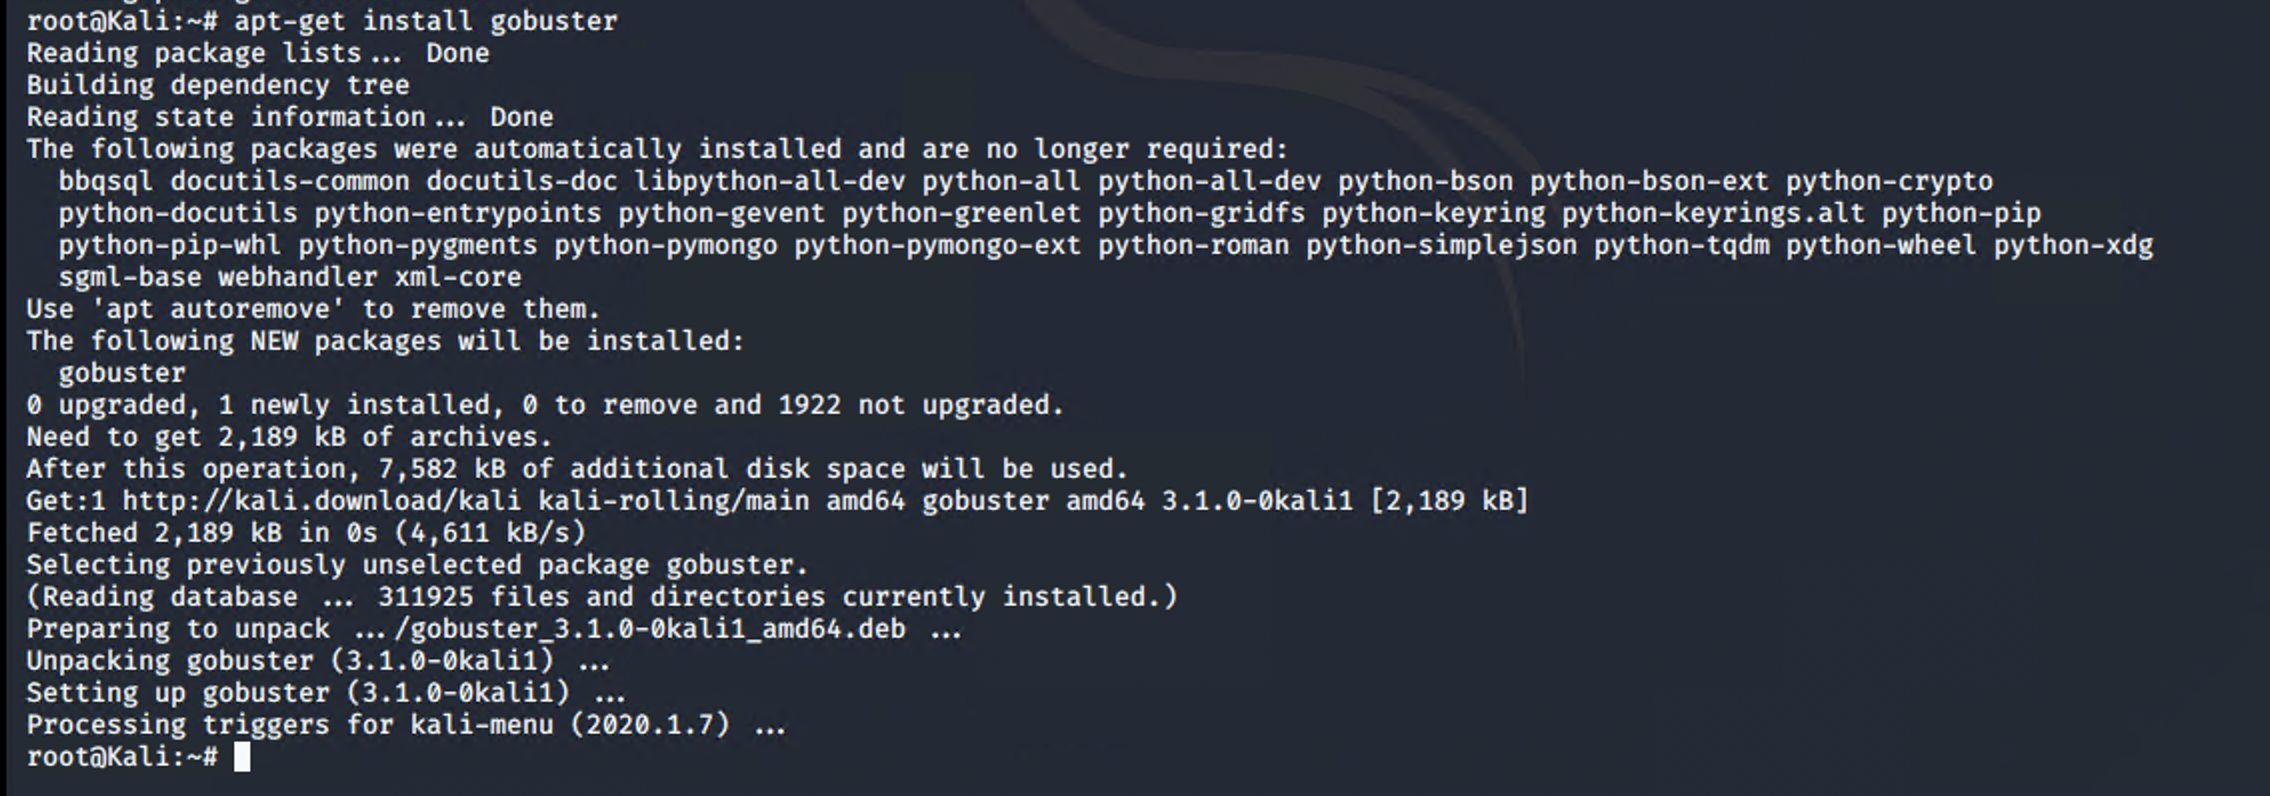 root@Kali:~# apt-get install gobuster
Reading package lists... Done
Building dependency tree
Reading state information... Done
The following packages were automatically installed and are no longer required:
  bbqsql docutils-common docutils-doc libpython-all-dev python-all python-all-dev python-bson python-bson-ext python-crypto
  python-docutils python-entrypoints python-gevent python-greenlet python-gridfs python-keyring python-keyrings.alt python-pip
  python-pip-whl python-pygments python-pymongo python-pymongo-ext python-roman python-simplejson python-tqdm python-wheel python-xdg
  sgml-base webhandler xml-core
Use 'apt autoremove' to remove them.
The following NEW packages will be installed:
  gobuster
0 upgraded, 1 newly installed, 0 to remove and 1922 not upgraded.
Need to get 2,189 kB of archives.
After this operation, 7,582 kB of additional disk space will be used.
Get:1 http://kali.download/kali kali-rolling/main amd64 gobuster amd64 3.1.0-0kali1 [2,189 kB]
Fetched 2,189 kB in 0s (4,611 kB/s)
Selecting previously unselected package gobuster.
(Reading database ... 311925 files and directories currently installed.)
Preparing to unpack .../gobuster_3.1.0-0kali1_amd64.deb ...
Unpacking gobuster (3.1.0-0kali1) ...
Setting up gobuster (3.1.0-0kali1) ...
Processing triggers for kali-menu (2020.1.7) ...
root@Kali:~#